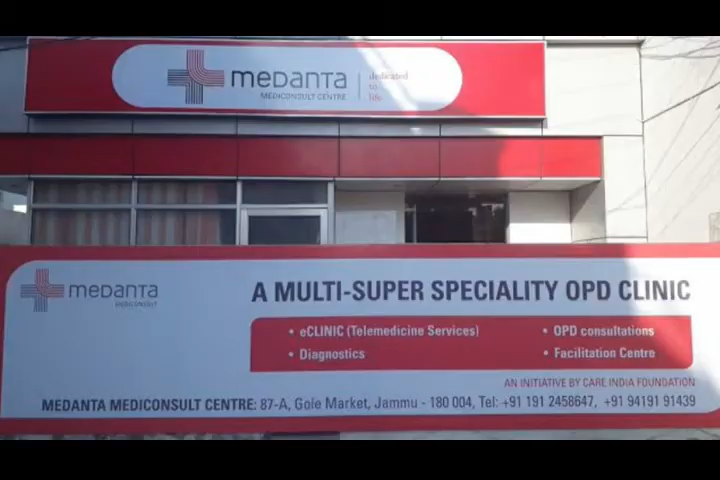 medanta
MEDICONSULT CENTRE
dedicated
to
life
medanta
MEDICONSULT
A MULTI-SUPER SPECIALITY OPD CLINIC
• eCLINIC (Telemedicine Services)
• OPD consultations
• Diagnostics
• Facilitation Centre
AN INITIATIVE BY CARE INDIA FOUNDATION
MEDANTA MEDICONSULT CENTRE: 87-A, Gole Market, Jammu - 180 004, Tel: +91 191 2458647, +91 94191 91439